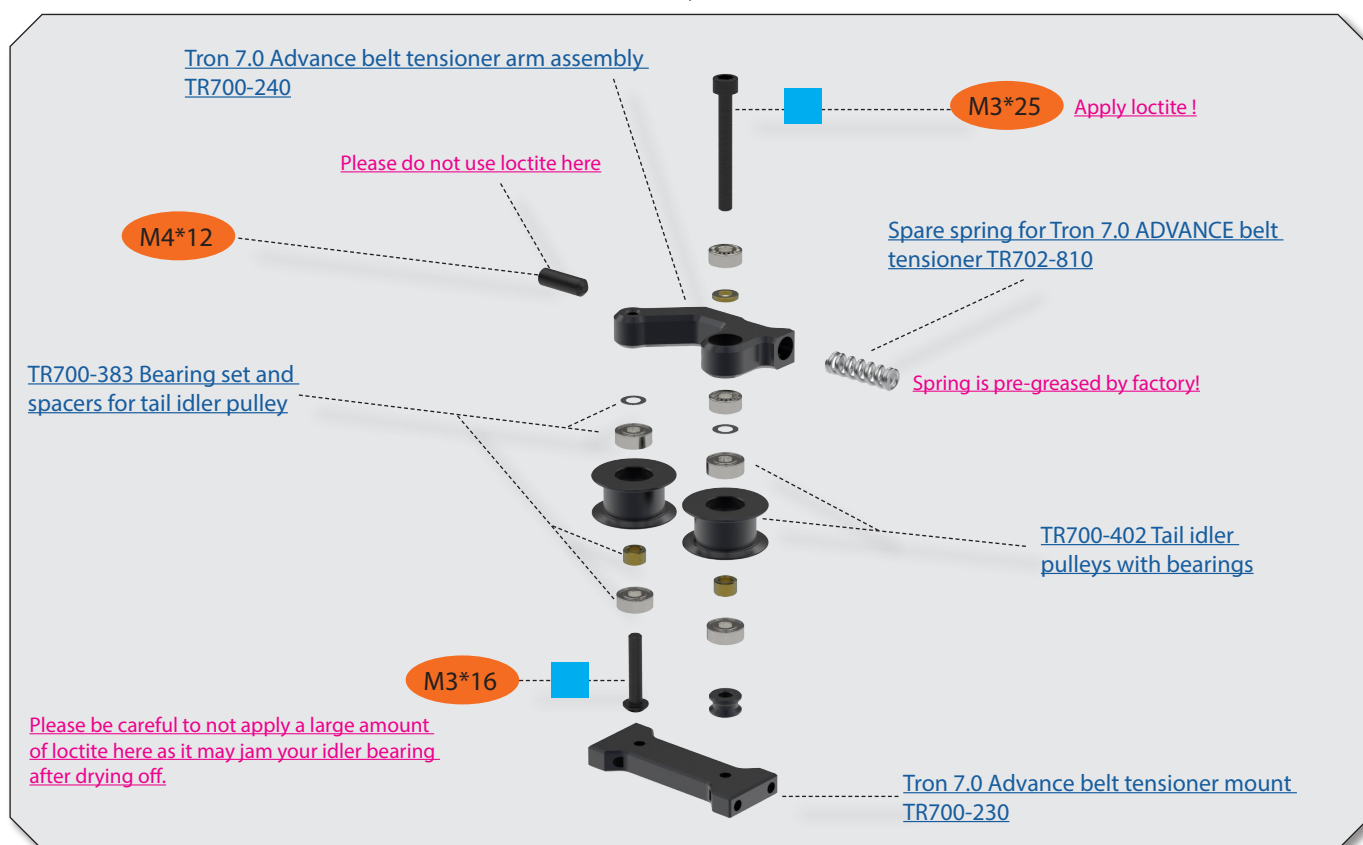 Tron 7.0 Advance belt tensioner arm assembly
TR700-240
M3*25
Apply loctite !
Please do not use loctite here
M4*12
Spare spring for Tron 7.0 ADVANCE belt
tensioner TR702-810
TR700-383 Bearing set and
spacers for tail idler pulley
Spring is pre-greased by factory!
TR700-402 Tail idler
pulleys with bearings
M3*16
Please be careful to not apply a large amount
of loctite here as it may jam your idler bearing
after drying off.
Tron 7.0 Advance belt tensioner mount
TR700-230